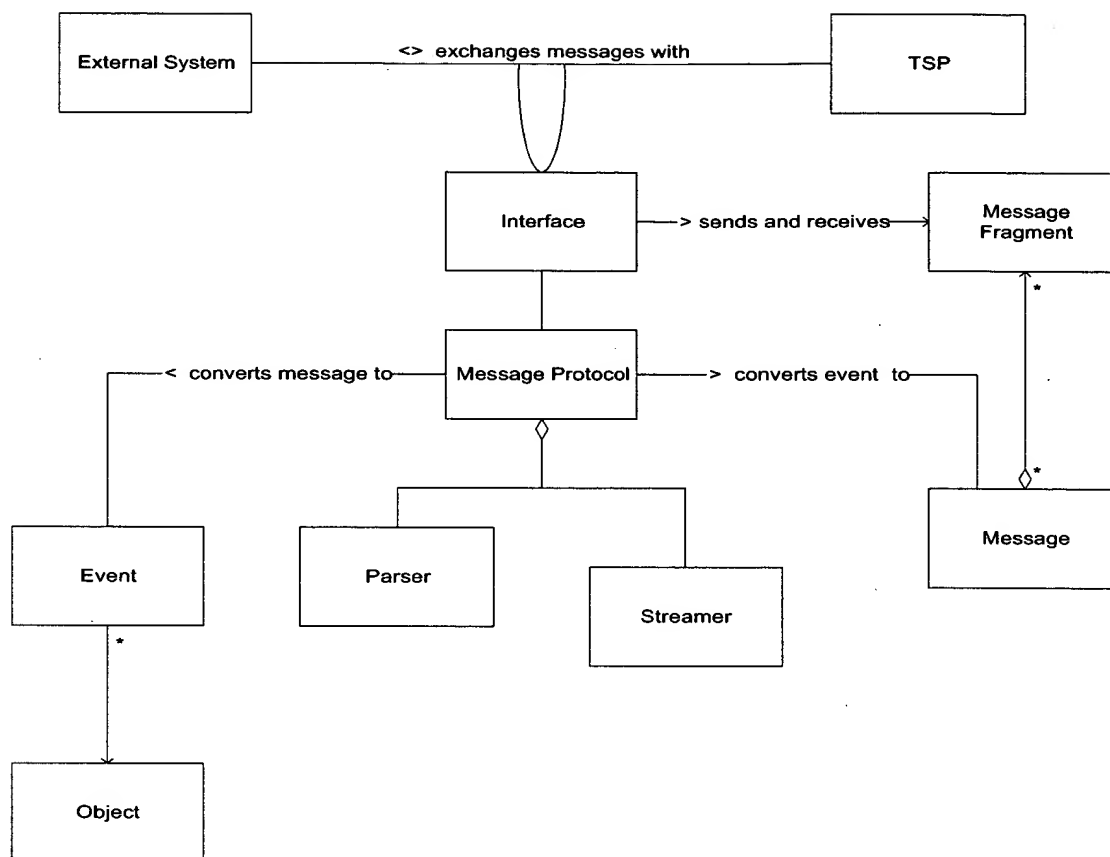 External System
<> exchanges messages with
TSP
Interface
> sends and receives
Message
Fragment
*
< converts message to
Message Protocol
> converts event to
*
Message
Event
Parser
Streamer
*
Object